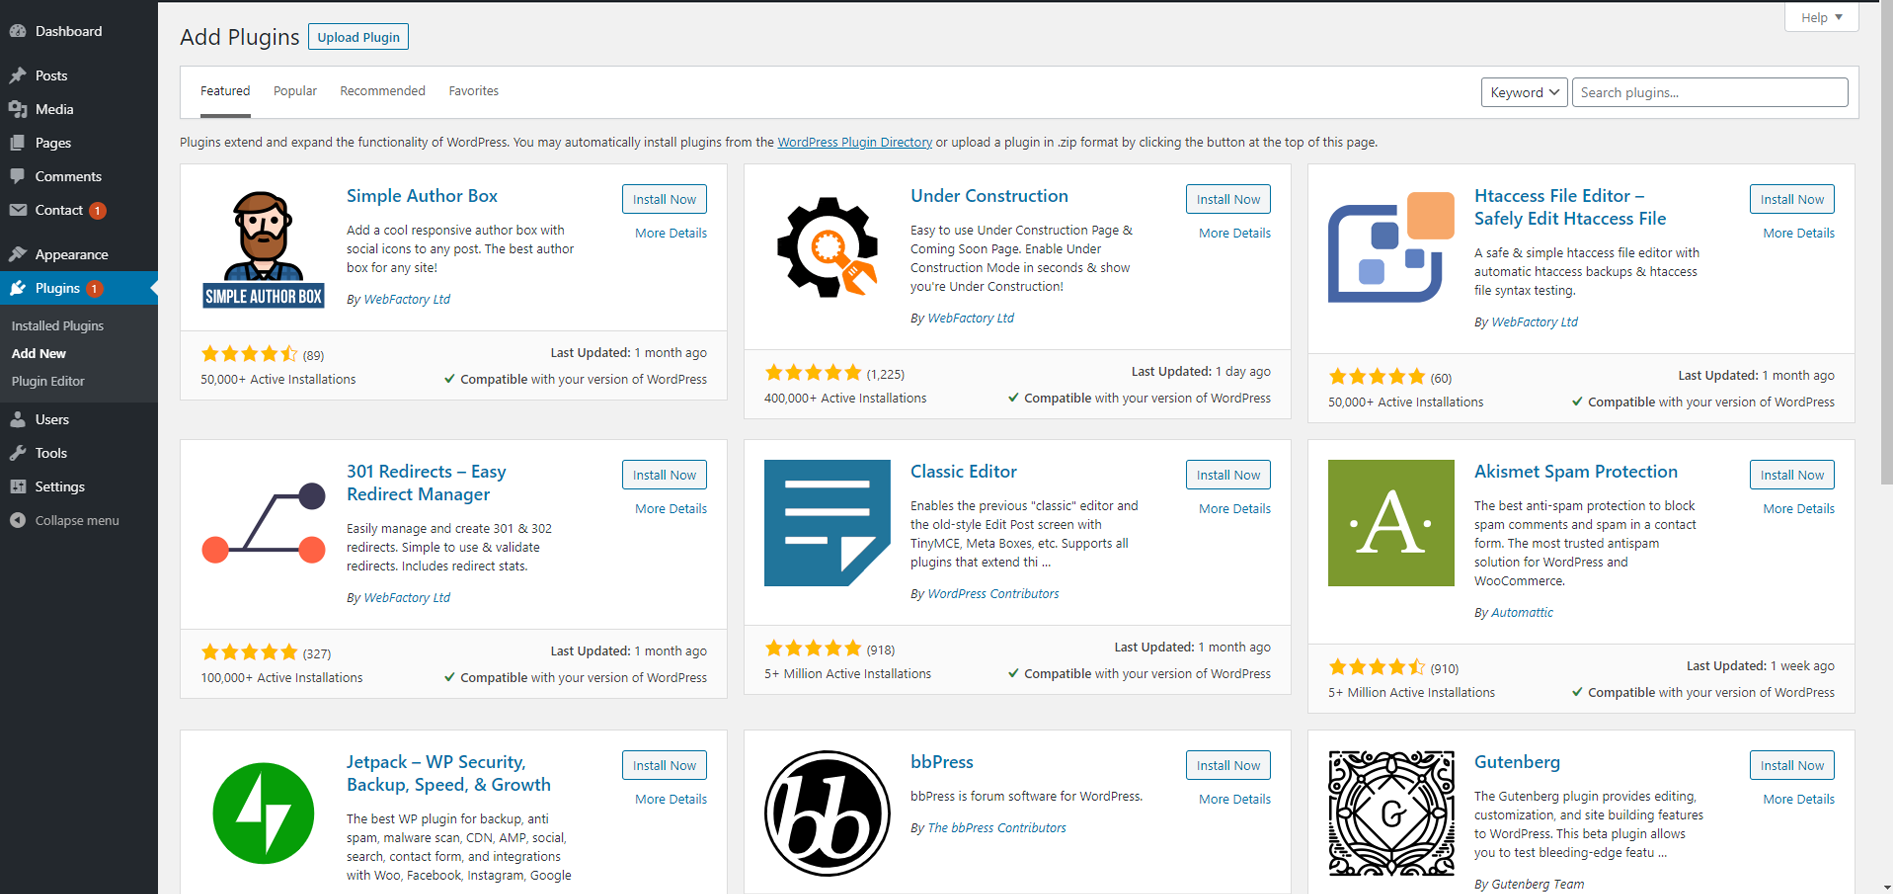 Dashboard
Posts
Media
Pages
Comments
Contact 1
Appearance
Plugins 1
Installed Plugins
Add New
Plugin Editor
Users
Tools
Settings
Collapse menu
Help
Add Plugins Upload Plugin
Featured Popular Recommended Favorites
Keyword Search plugins...
Plugins extend and expand the functionality of WordPress. You may automatically install plugins from the WordPress Plugin Directory or upload a plugin in .zip format by clicking the button at the top of this page.
SIMPLE AUTHOR BOX
Simple Author Box
Install Now
More Details
Add a cool responsive author box with
social icons to any post. The best author
box for any site!
By WebFactory Ltd
(89)
Last Updated: 1 month ago
50,000+ Active Installations
Compatible with your version of WordPress
Under Construction
Install Now
More Details
Easy to use Under Construction Page &
Coming Soon Page. Enable Under
Construction Mode in seconds & show
you're Under Construction!
By WebFactory Ltd
(1,225)
Last Updated: 1 day ago
400,000+ Active Installations
Compatible with your version of WordPress
Htaccess File Editor –
Safely Edit Htaccess File
Install Now
More Details
A safe & simple htaccess file editor with
automatic htaccess backups & htaccess
file syntax testing.
By WebFactory Ltd
(60)
Last Updated: 1 month ago
50,000+ Active Installations
Compatible with your version of WordPress
301 Redirects – Easy
Redirect Manager
Install Now
More Details
Easily manage and create 301 & 302
redirects. Simple to use & validate
redirects. Includes redirect stats.
By WebFactory Ltd
(327)
Last Updated: 1 month ago
100,000+ Active Installations
Compatible with your version of WordPress
Classic Editor
Install Now
More Details
Enables the previous "classic" editor and
the old-style Edit Post screen with
TinyMCE, Meta Boxes, etc. Supports all
plugins that extend thi ...
By WordPress Contributors
(918)
Last Updated: 1 month ago
5+ Million Active Installations
Compatible with your version of WordPress
·A·
Akismet Spam Protection
Install Now
More Details
The best anti-spam protection to block
spam comments and spam in a contact
form. The most trusted antispam
solution for WordPress and
WooCommerce.
By Automattic
(910)
Last Updated: 1 week ago
5+ Million Active Installations
Compatible with your version of WordPress
Jetpack – WP Security,
Backup, Speed, & Growth
Install Now
More Details
The best WP plugin for backup, anti
spam, malware scan, CDN, AMP, social,
search, contact form, and integrations
with Woo, Facebook, Instagram, Google
bb
bbPress
Install Now
More Details
bbPress is forum software for WordPress.
By The bbPress Contributors
G
Gutenberg
Install Now
More Details
The Gutenberg plugin provides editing,
customization, and site building features
to WordPress. This beta plugin allows
you to test bleeding-edge featu ...
By Gutenberg Team